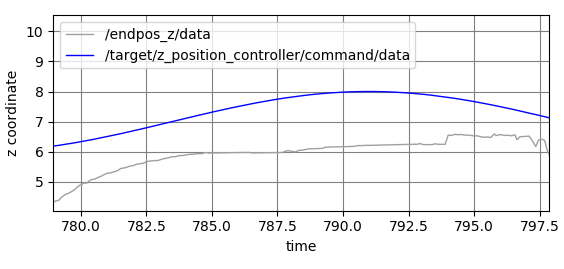 10
9
8
7
6
5
z coordinate
/endpos_z/data
/target/z_position_controller/command/data
780.0 782.5 785.0 787.5 790.0 792.5 795.0 797.5
time